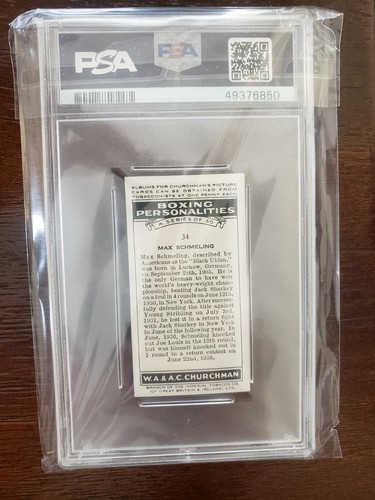 PSA
PSA
49376850
ALBUMS FOR CHURCHMAN'S PICTURE
CARDS CAN BE OBTAINED FROM
TOBACCONISTS AT ONE PENNY EACH
BOXING
PERSONALITIES
A SERIES OF 50
34
MAX SCHMELING
Max Schmeling, described by
Americans as the "Black Uhlan,"
was born in Luckow, Germany,
on September 28th, 1905. He is
the only German to have won
the world's heavy-weight cham-
pionship, beating Jack Sharkey
on a foul in 4 rounds on June 12th,
1930, in New York. After success-
fully defending the title against
Young Stribling on July 3rd,
1931, he lost it in a return fight
with Jack Sharkey in New York
in June of the following year. In
June, 1936, Schmeling knocked
out Joe Louis in the 12th round,
but was himself knocked out in
1 round in a return contest on
June 22nd, 1938.
W.A.& A.C. CHURCHMAN
BRANCH OF THE IMPERIAL TOBACCO CO.
OF GREAT BRITAIN & IRELAND, LTD.